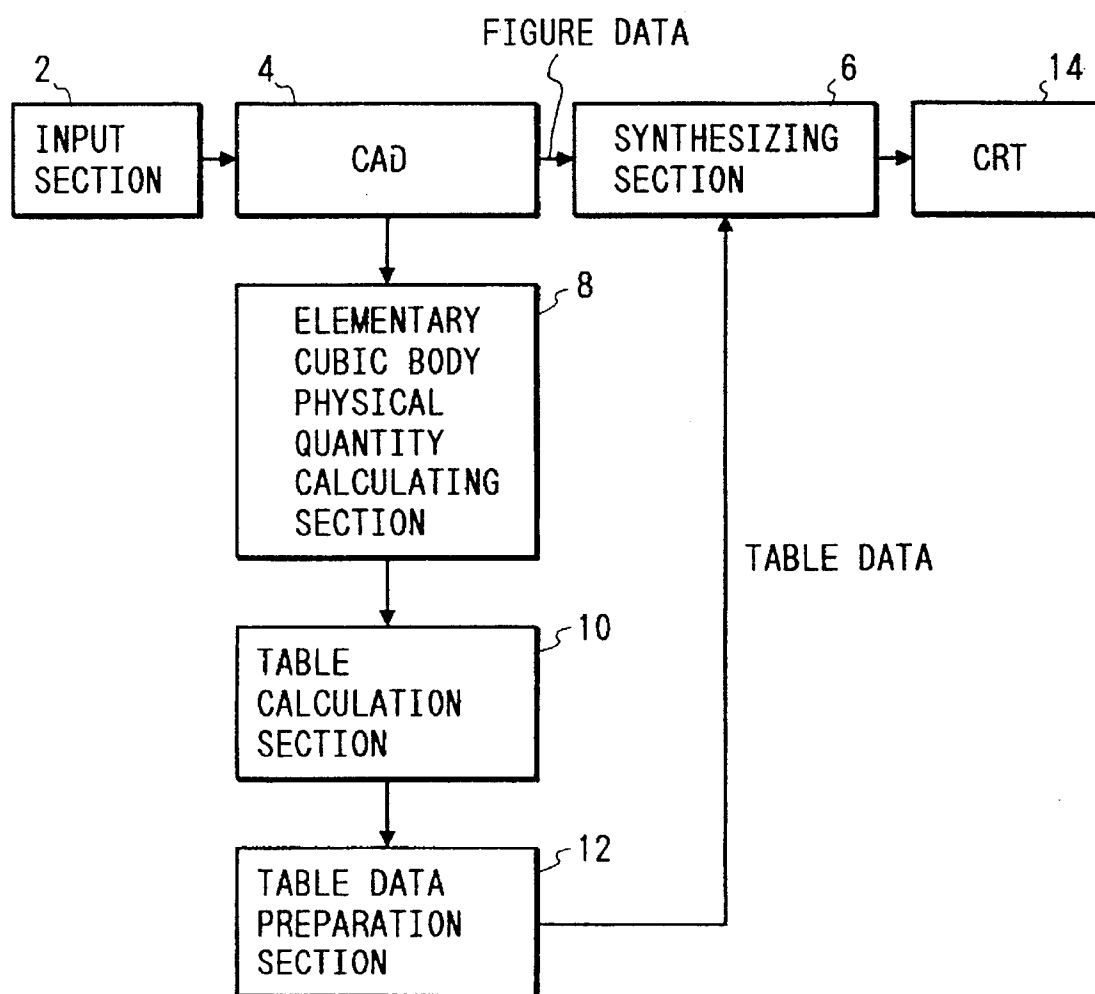 FIGURE DATA
2
4
6
14
INPUT
SECTION
CAD
SYNTHESIZING
SECTION
CRT
8
ELEMENTARY
CUBIC BODY
PHYSICAL
QUANTITY
CALCULATING
SECTION
TABLE DATA
10
TABLE
CALCULATION
SECTION
12
TABLE DATA
PREPARATION
SECTION